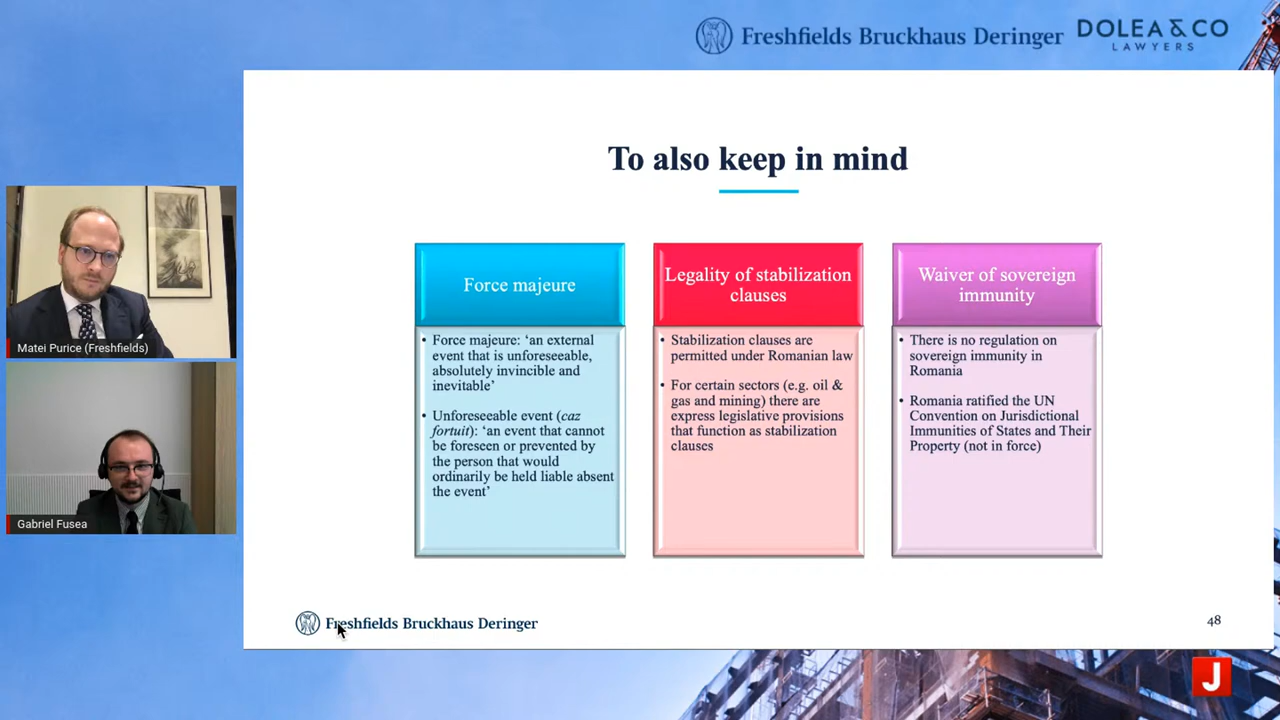 Freshfields Bruckhaus Deringer
DOLEA & CO
LAWYERS
To also keep in mind
Matei Purice (Freshfields)
Gabriel Fusea
Force majeure
• Force majeure: ‘an external
event that is unforeseeable,
absolutely invincible and
inevitable’
• Unforeseeable event (caz
fortuit): ‘an event that cannot
be foreseen or prevented by
the person that would
ordinarily be held liable absent
the event’
Legality of stabilization
clauses
• Stabilization clauses are
permitted under Romanian law
• For certain sectors (e.g. oil &
gas and mining) there are
express legislative provisions
that function as stabilization
clauses
Waiver of sovereign
immunity
• There is no regulation on
sovereign immunity in
Romania
• Romania ratified the UN
Convention on Jurisdictional
Immunities of States and Their
Property (not in force)
Freshfields Bruckhaus Deringer
48
J